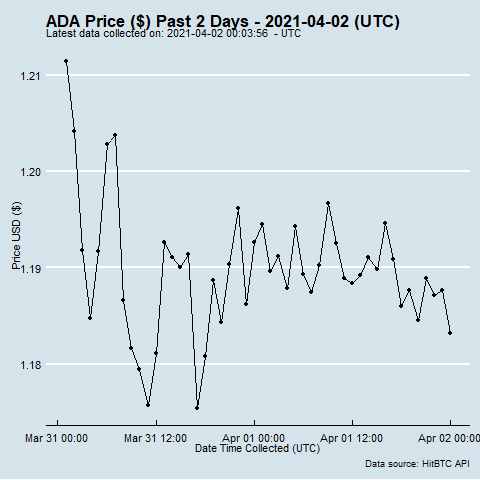 ADA Price ($) Past 2 Days - 2021-04-02 (UTC)
Latest data collected on: 2021-04-02 00:03:56  - UTC
1.21
1.20
1.19
1.18
Price USD ($)
Mar 31 00:00
Mar 31 12:00
Apr 01 00:00
Apr 01 12:00
Apr 02 00:00
Date Time Collected (UTC)
Data source: HitBTC API